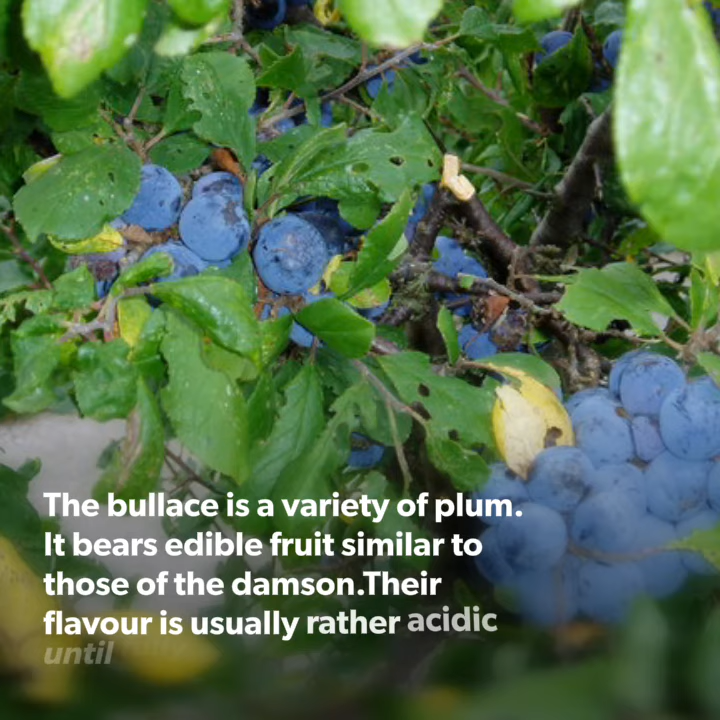 The bullace is a variety of plum.
It bears edible fruit similar to
those of the damson.Their
flavour is usually rather acidic
until